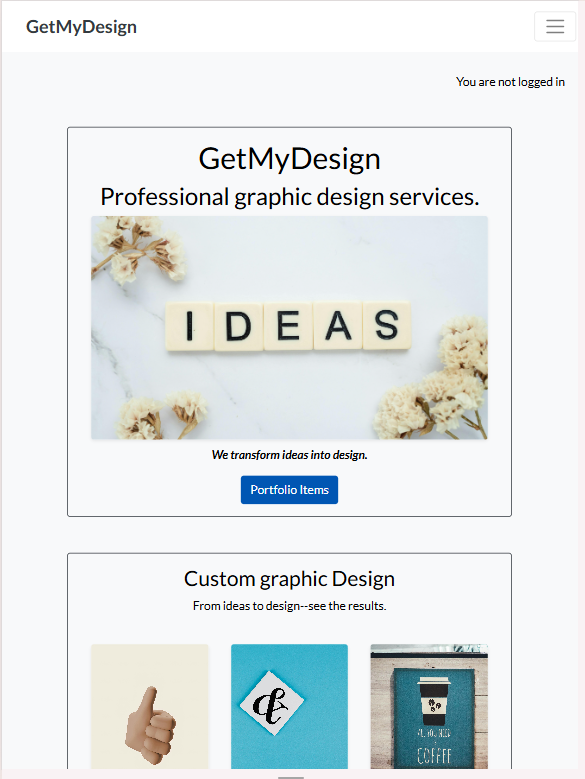 GetMyDesign
You are not logged in
GetMyDesign
Professional graphic design services.
IDEAS
We transform ideas into design.
Portfolio Items
Custom graphic Design
From ideas to design--see the results.
&
COFFEE